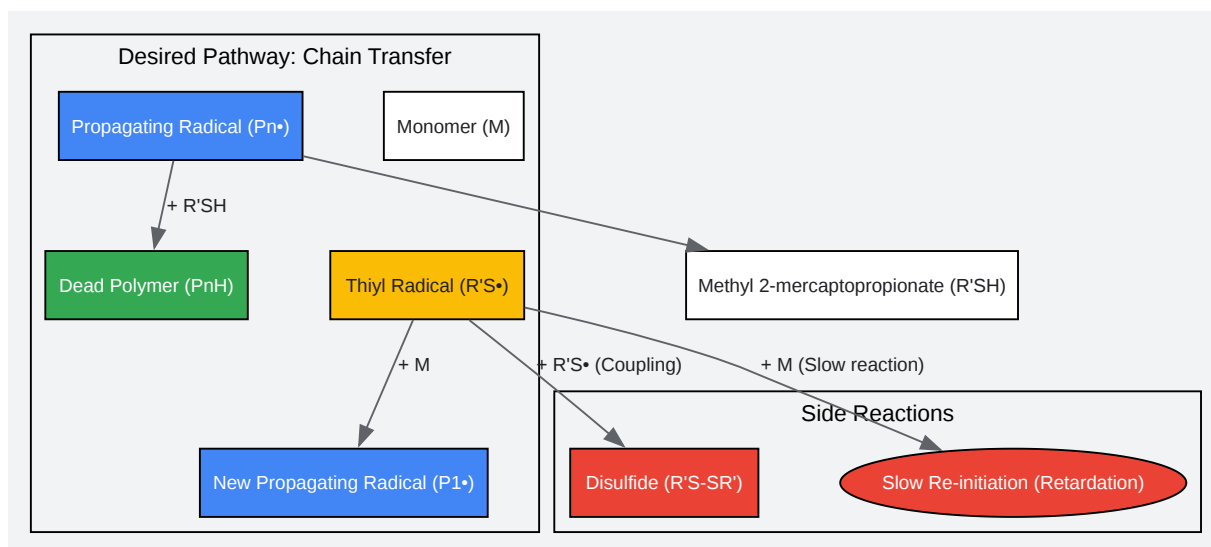 Desired Pathway: Chain Transfer
Propagating Radical (Pn•)
Monomer (M)
+ R'SH
Dead Polymer (PnH)
Thiyl Radical (R'S•)
Methyl 2-mercaptopropionate (R'SH)
+ M
+ R'S• (Coupling)
+ M (Slow reaction)
Side Reactions
New Propagating Radical (P1•)
Disulfide (R'S-SR')
Slow Re-initiation (Retardation)